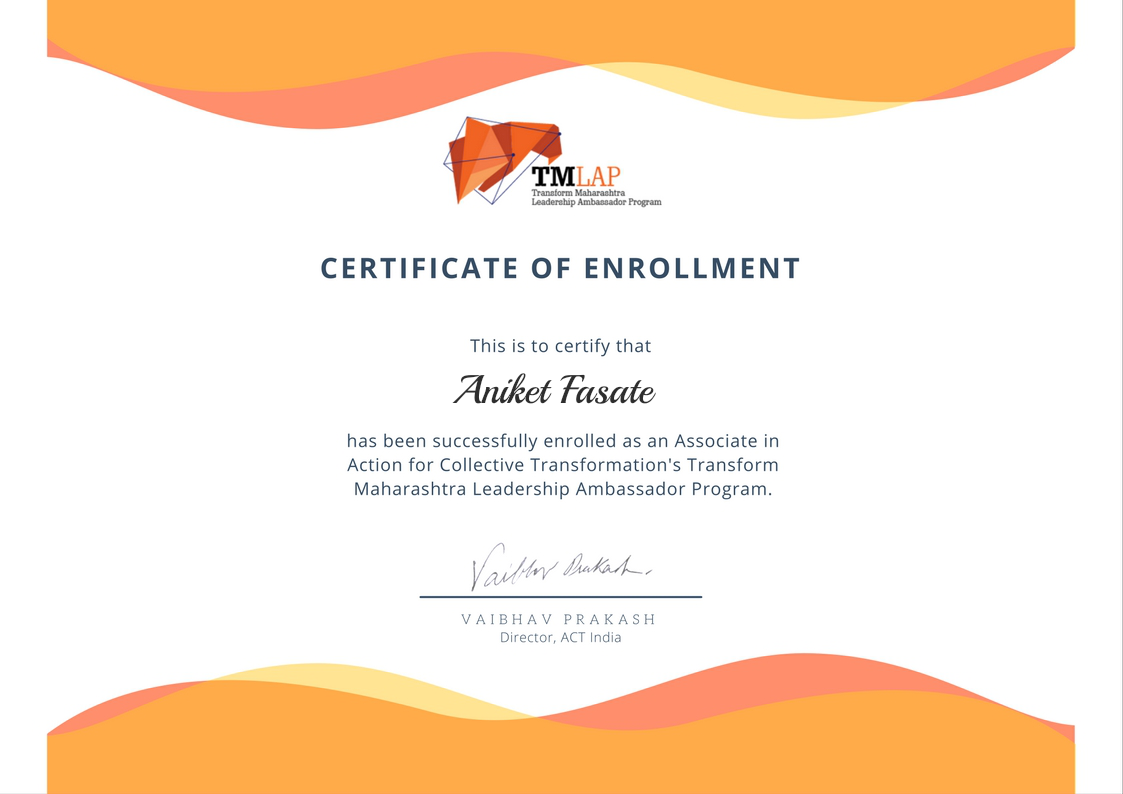 TMLAP
Transform Maharashtra
Leadership Ambassador Program
CERTIFICATE OF ENROLLMENT
This is to certify that
Aniket Fasate
has been successfully enrolled as an Associate in
Action for Collective Transformation's Transform
Maharashtra Leadership Ambassador Program.
Vaibhav Prakash.
VAIBHAV PRAKASH
Director, ACT India